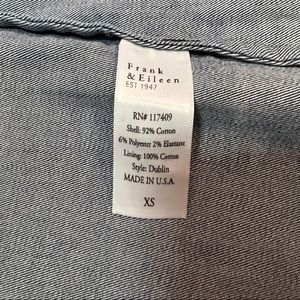 Frank
& Eileen
EST 1947
RN# 117409
Shell: 92% Cotton
6% Polyester 2% Elastane
Lining: 100% Cotton
Style: Dublin
MADE IN U.S.A.
XS